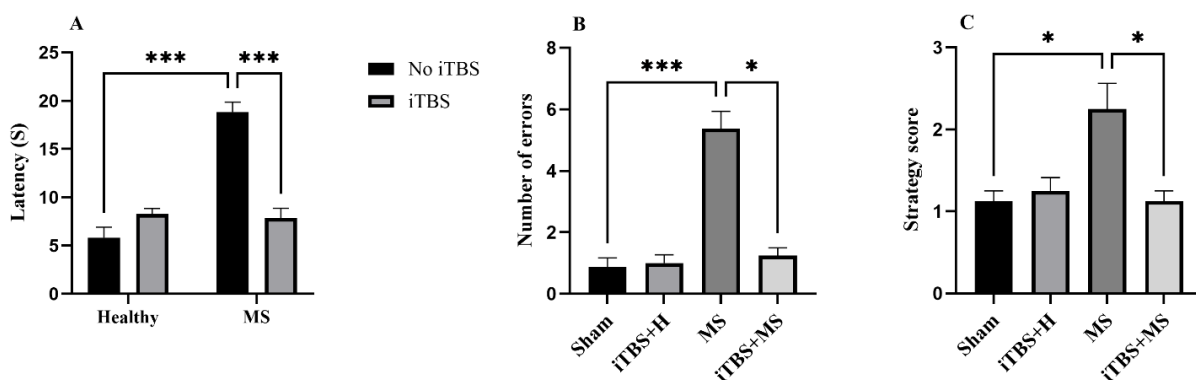 A
Latency (S)
25
20
15
10
5
0
***
***
Healthy
MS
No iTBS
iTBS
B
Number of errors
8
6
4
2
0
***
*
Sham
iTBS+H
MS
iTBS+MS
C
Strategy score
3
2
1
0
*
*
Sham
iTBS+H
MS
iTBS+MS